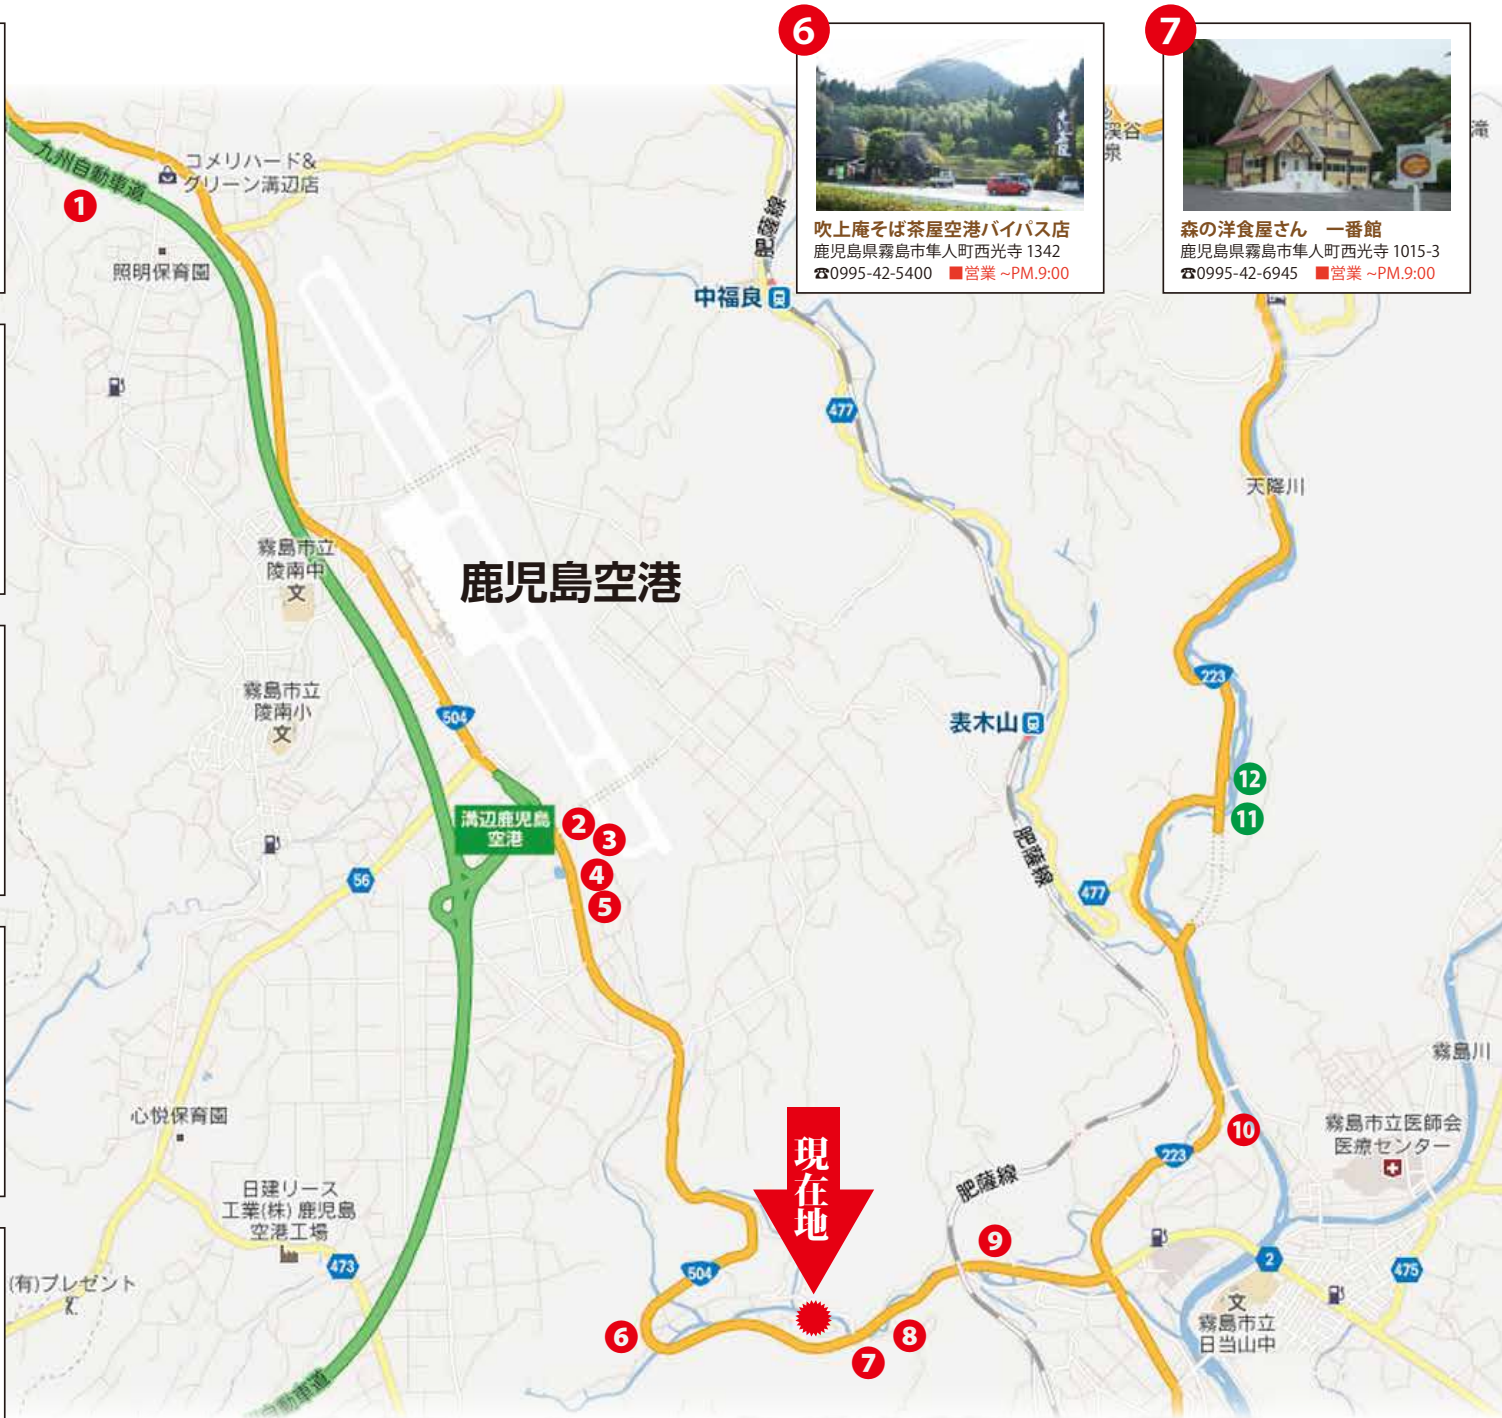 6
吹上庵そば茶屋空港バイパス店
鹿児島県霧島市隼人町西光寺 1342
☎0995-42-5400 ■営業 ~PM.9:00
7
森の洋食屋さん 一番館
鹿児島県霧島市隼人町西光寺 1015-3
☎0995-42-6945 ■営業 ~PM.9:00
渓谷
泉
滝
九州自動車道
1
コメリハード&
グリーン溝辺店
照明保育園
肥薩線
中福良
477
天降川
霧島市立
陵南中
文
鹿児島空港
霧島市立
陵南小
文
504
223
表木山
溝辺鹿児島
空港
2
3
4
5
12
11
肥薩線
56
477
霧島川
心悦保育園
10
霧島市立医師会
医療センター
現在地
223
日建リース
工業(株) 鹿児島
空港工場
肥薩線
473
(有)プレゼント
504
9
2
475
6
7
8
文
霧島市立
日当山中
自動車道